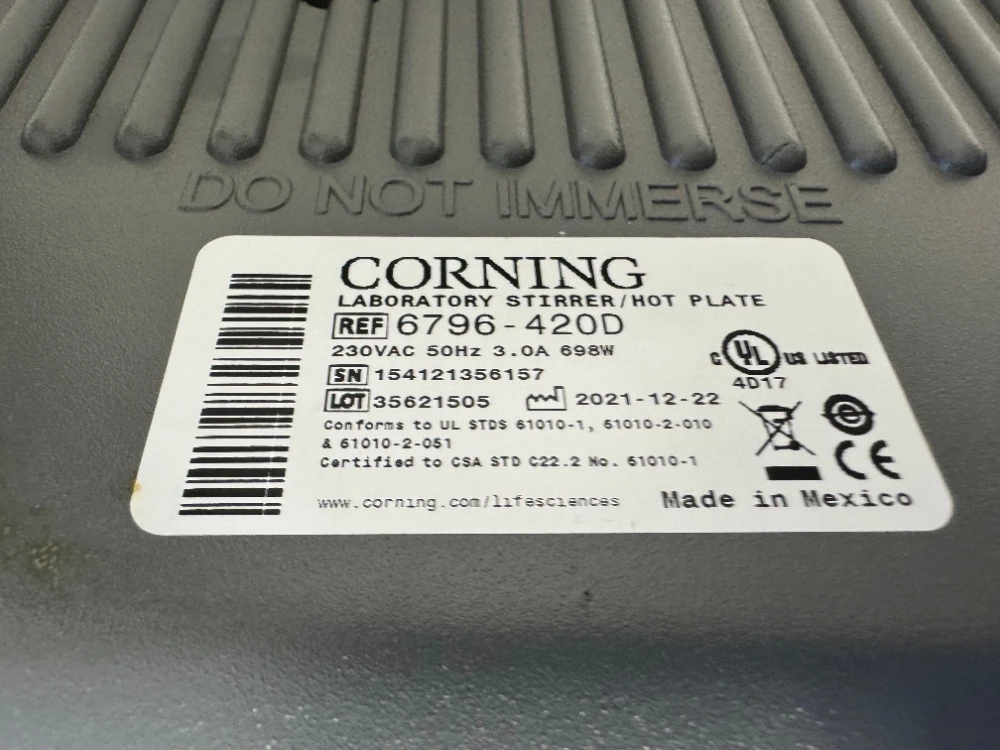 DO NOT IMMERSE
CORNING
LABORATORY STIRRER/HOT PLATE
REF 6796-420D
230VAC 50Hz 3.0A 698W
SN 154121356157
LOT 35621505 2021-12-22
Conforms to UL STDS 61010-1, 61010-2-010
& 61010-2-051
Certified to CSA STD C22.2 No. 61010-1
www.corning.com/lifesciences
C UL US LISTED
4D17
e
CE
Made in Mexico